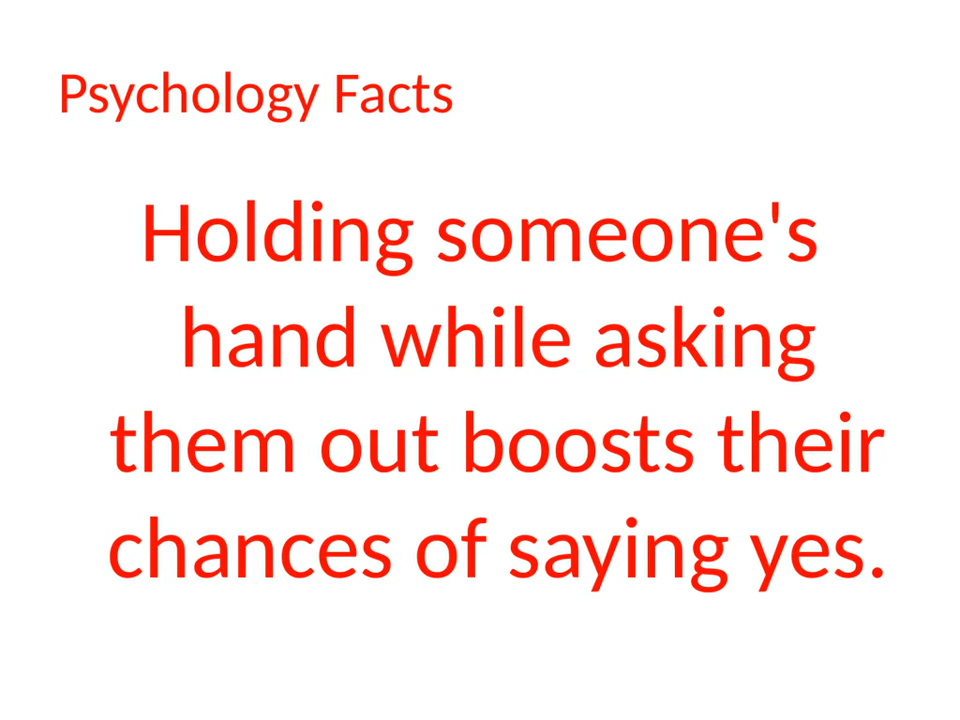 Psychology Facts
Holding someone's
hand while asking
them out boosts their
chances of saying yes.